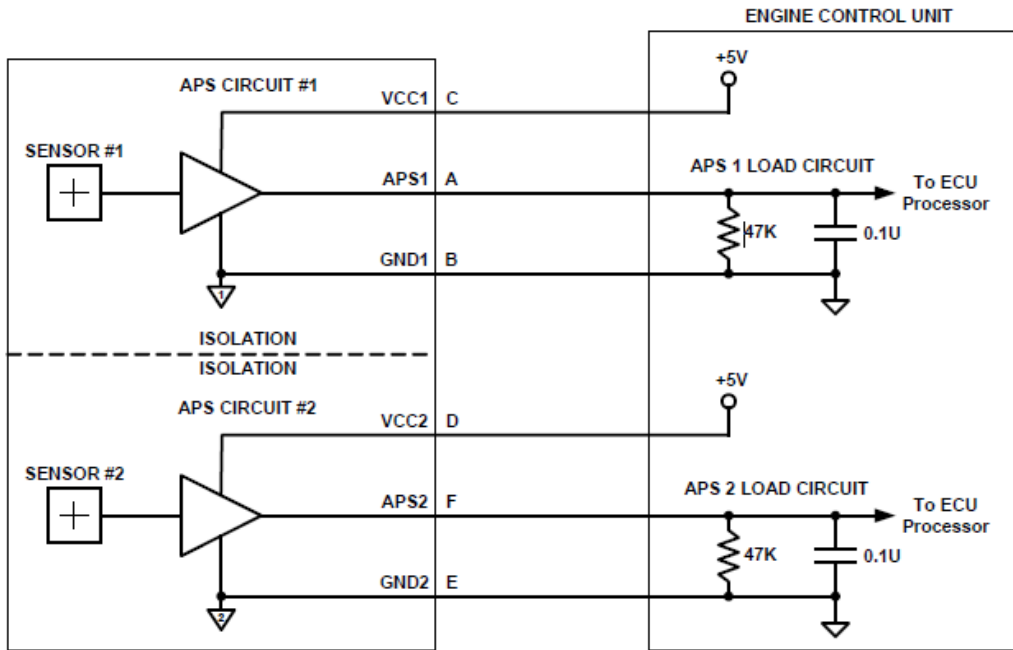 ENGINE CONTROL UNIT
+5V
APS CIRCUIT #1
VCC1 C
SENSOR #1
APS1 A
APS 1 LOAD CIRCUIT
To ECU
Processor
47K
0.1U
GND1 B
1
ISOLATION
ISOLATION
+5V
APS CIRCUIT #2
VCC2 D
SENSOR #2
APS2 F
APS 2 LOAD CIRCUIT
To ECU
Processor
47K
0.1U
GND2 E
2